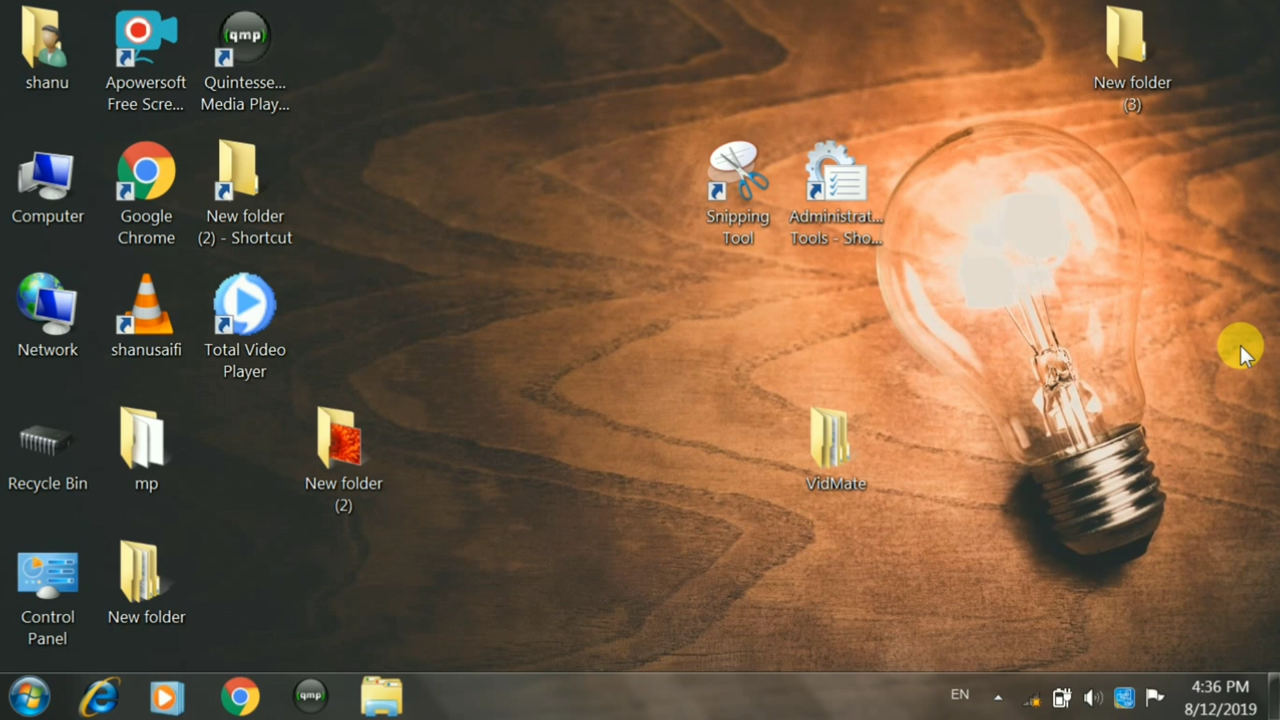 shanu
Apowersoft
Free Scre...
qmp
Quintesse...
Media Play...
New folder
(3)
Computer
Google
Chrome
New folder
(2) - Shortcut
Snipping
Tool
Administrat...
Tools - Sho...
Network
shanusaifi
Total Video
Player
Recycle Bin
mp
New folder
(2)
VidMate
Control
Panel
New folder
qmp
EN
4:36 PM
8/12/2019